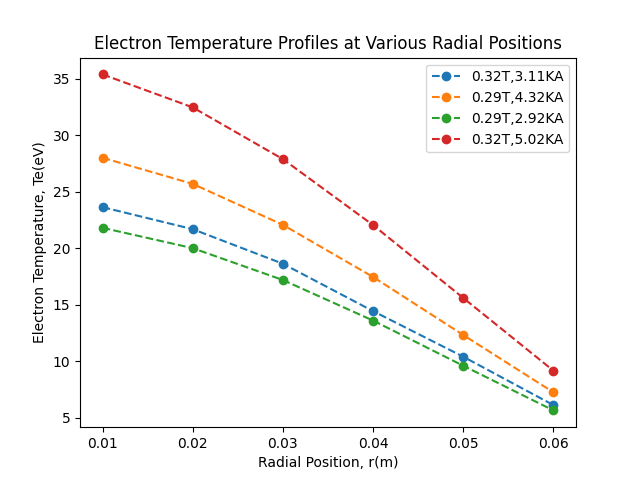 Electron Temperature Profiles at Various Radial Positions
0.32T,3.11KA
0.29T,4.32KA
0.29T,2.92KA
0.32T,5.02KA
Electron Temperature, Te(eV)
35
30
25
20
15
10
5
0.01 0.02 0.03 0.04 0.05 0.06
Radial Position, r(m)